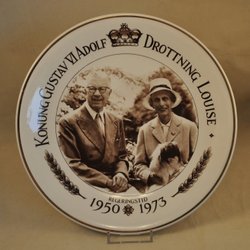 KONUNG GUSTAV VI ADOLF
DROTTNING LOUISE
REGERINGSTID
1950 1973